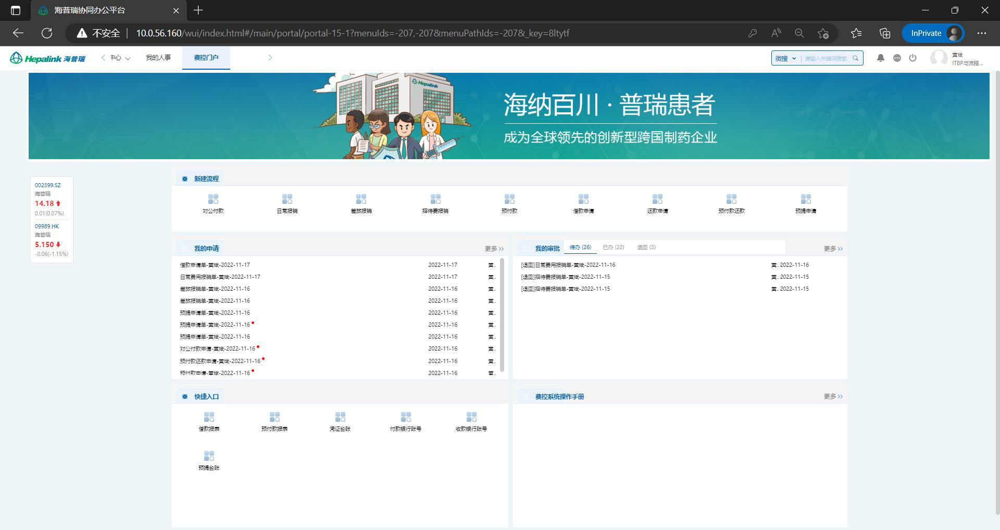 海普瑞协同办公平台
不安全 10.0.56.160/wui/index.html#/main/portal/portal-15-1?menuIds=-207,-207&menuPathIds=-207&_key=8ltytf
InPrivate
Hepalink 海普瑞
中心
我的人事
费控门户
微搜
请输入关键词搜索
黄斌
ITBP与流程...
Hepalink
海纳百川·普瑞患者
成为全球领先的创新型跨国制药企业
002399.SZ
海普瑞
14.18
0.01(0.07%)
09989.HK
海普瑞
5.150
-0.06(-1.15%)
新建流程
对公付款
日常报销
差旅报销
招待费报销
预付款
借款申请
还款申请
预付款还款
预提申请
我的申请
更多
借款申请单-黄斌-2022-11-17 2022-11-17 黄..
日常费用报销单-黄斌-2022-11-17 2022-11-17 黄..
差旅报销单-黄斌-2022-11-16 2022-11-16 黄..
差旅报销单-黄斌-2022-11-16 2022-11-16 黄..
预提申请单-黄斌-2022-11-16 2022-11-16 黄..
预提申请单-黄斌-2022-11-16 2022-11-16 黄..
预提申请单-黄斌-2022-11-16 2022-11-16 黄..
对公付款申请-黄斌-2022-11-16 2022-11-16 黄..
预付款还款申请-黄斌-2022-11-16 2022-11-16 黄..
预付款申请-黄斌-2022-11-16 2022-11-16 黄..
我的审批
待办 (26)
已办 (22)
退回 (3)
更多
[退回]日常费用报销单-黄斌-2022-11-16 黄.. 2022-11-16
[退回]招待费报销单-黄斌-2022-11-15 黄.. 2022-11-15
[退回]招待费报销单-黄斌-2022-11-15 黄.. 2022-11-15
快捷入口
借款报表
预付款报表
凭证台账
付款银行账号
收款银行账号
预提台账
费控系统操作手册
更多